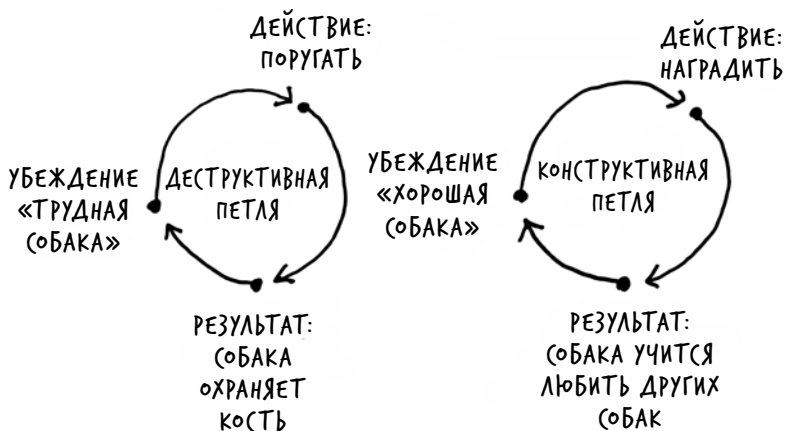 ДЕЙСТВИЕ:
ПОРУГАТЬ
УБЕЖДЕНИЕ
«ТРУДНАЯ
СОБАКА»
ДЕСТРУКТИВНАЯ
ПЕТЛЯ
РЕЗУЛЬТАТ:
СОБАКА
ОХРАНЯЕТ
КОСТЬ
ДЕЙСТВИЕ:
НАГРАДИТЬ
УБЕЖДЕНИЕ
«ХОРОШАЯ
СОБАКА»
КОНСТРУКТИВНАЯ
ПЕТЛЯ
РЕЗУЛЬТАТ:
СОБАКА УЧИТСЯ
ЛЮБИТЬ ДРУГИХ
СОБАК